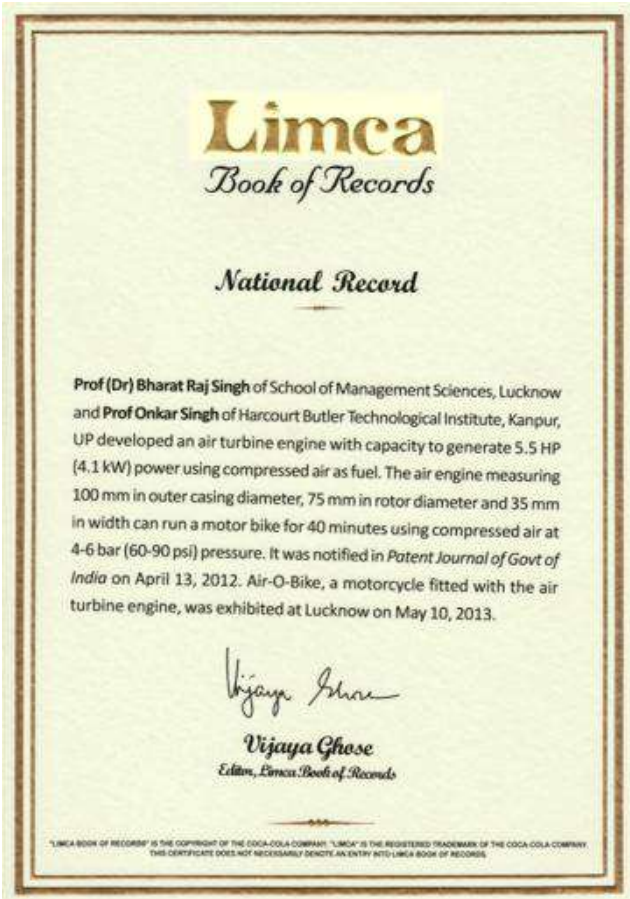 Limca
Book of Records
National Record
Prof (Dr) Bharat Raj Singh of School of Management Sciences, Lucknow
and Prof Onkar Singh of Harcourt Butler Technological Institute, Kanpur,
UP developed an air turbine engine with capacity to generate 5.5 HP
(4.1 kW) power using compressed air as fuel. The air engine measuring
100 mm in outer casing diameter, 75 mm in rotor diameter and 35 mm
in width can run a motor bike for 40 minutes using compressed air at
4-6 bar (60-90 psi) pressure. It was notified in Patent Journal of Govt of
India on April 13, 2012. Air-O-Bike, a motorcycle fitted with the air
turbine engine, was exhibited at Lucknow on May 10, 2013.
Vijaya Ghose
Vijaya Ghose
Editor, Limca Book of Records
"LIMCA BOOK OF RECORDS" IS THE COPYRIGHT OF THE COCA-COLA COMPANY. "LIMCA" IS THE REGISTERED TRADEMARK OF THE COCA-COLA COMPANY.
THIS CERTIFICATE DOES NOT NECESSARILY DENOTE AN ENTRY INTO LIMCA BOOK OF RECORDS.